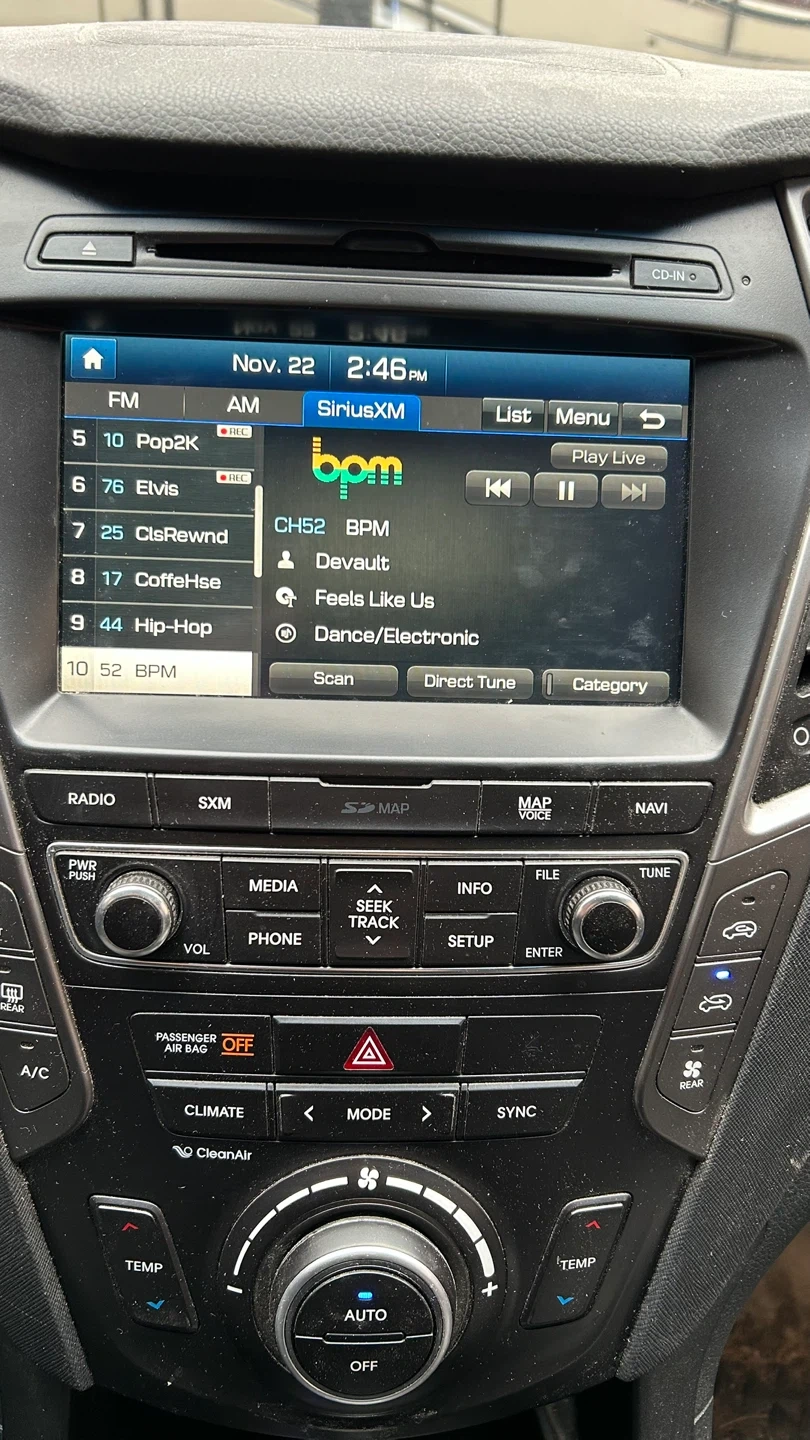 CD-IN
Nov. 22 2:46 PM
FM AM SiriusXM List Menu
5 10 Pop2K REC
6 76 Elvis REC
7 25 ClsRewnd
8 17 CoffeHse
9 44 Hip-Hop
10 52 BPM
bpm
Play Live
CH52 BPM
Devault
Feels Like Us
Dance/Electronic
Scan Direct Tune Category
RADIO SXM SD MAP MAP VOICE NAVI
PWR PUSH
VOL
MEDIA
PHONE
SEEK
TRACK
INFO
SETUP
FILE
TUNE
ENTER
REAR
A/C
PASSENGER
AIR BAG OFF
REAR
CLIMATE < MODE > SYNC
CleanAir
TEMP
TEMP
- +
AUTO
OFF